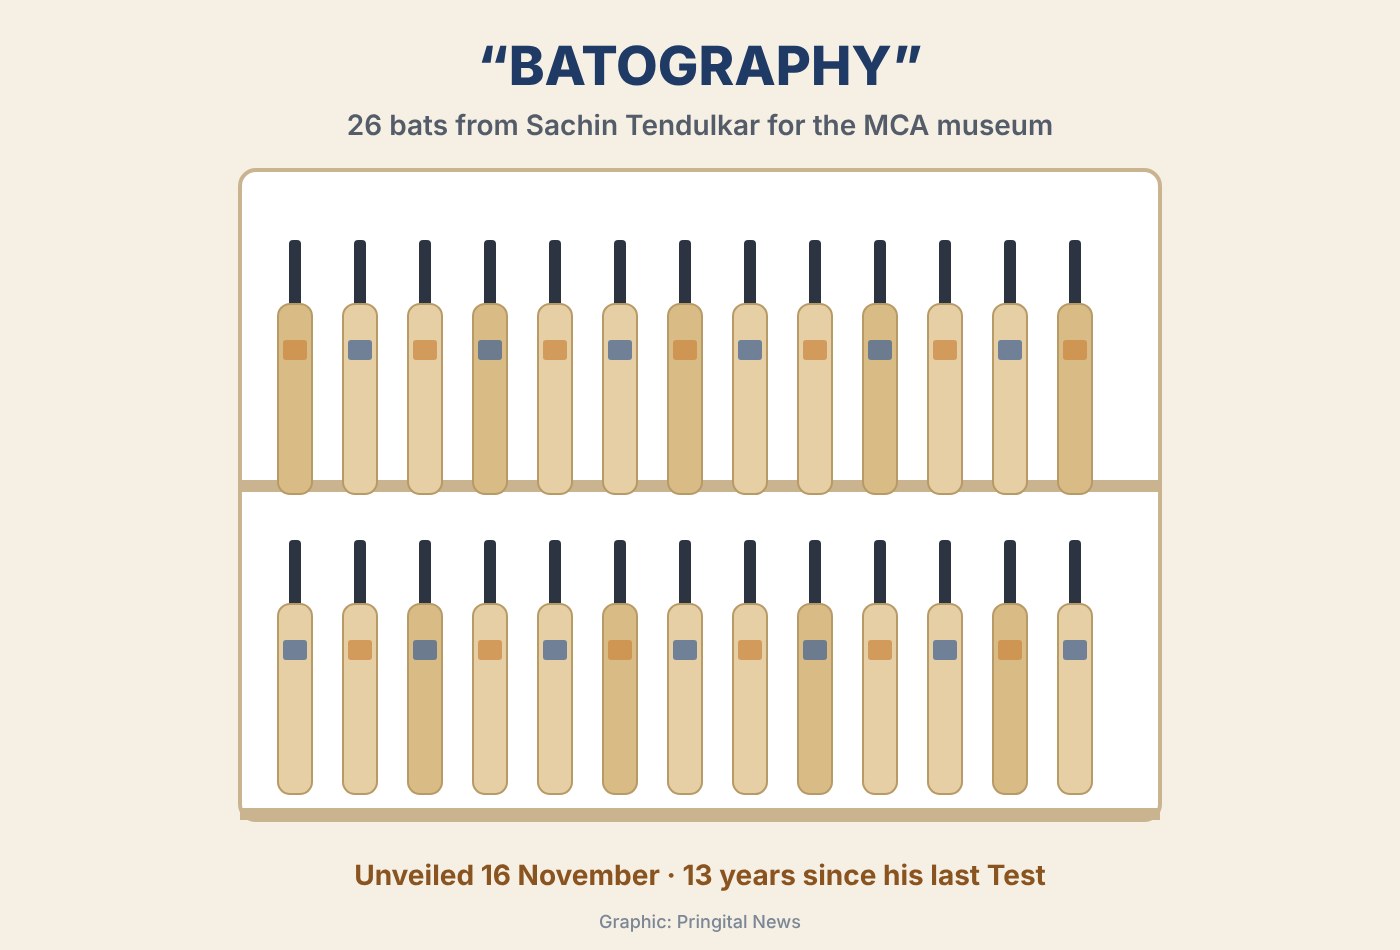 “BATOGRAPHY”
26 bats from Sachin Tendulkar for the MCA museum
Unveiled 16 November · 13 years since his last Test
Graphic: Pringital News